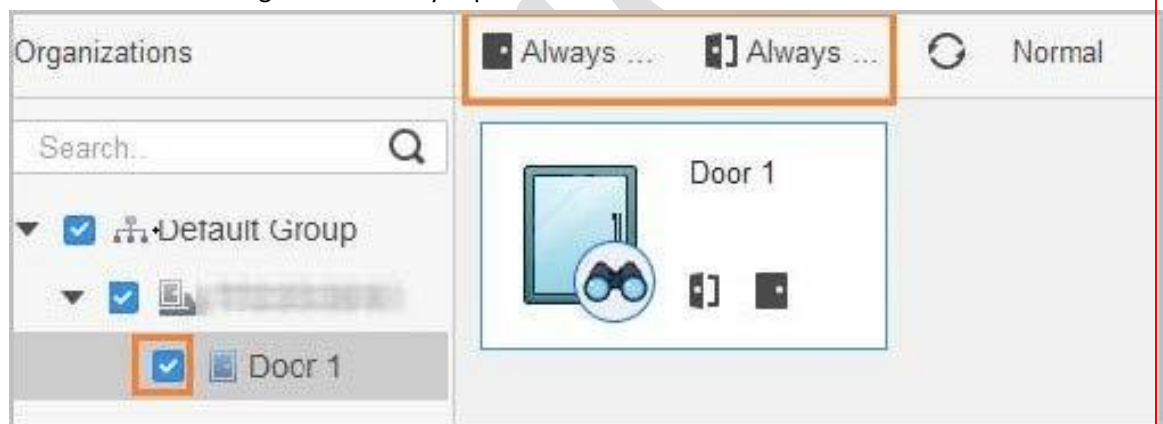 Organizations
Always ... Always ... Normal
Search..
Door 1
Default Group
Door 1